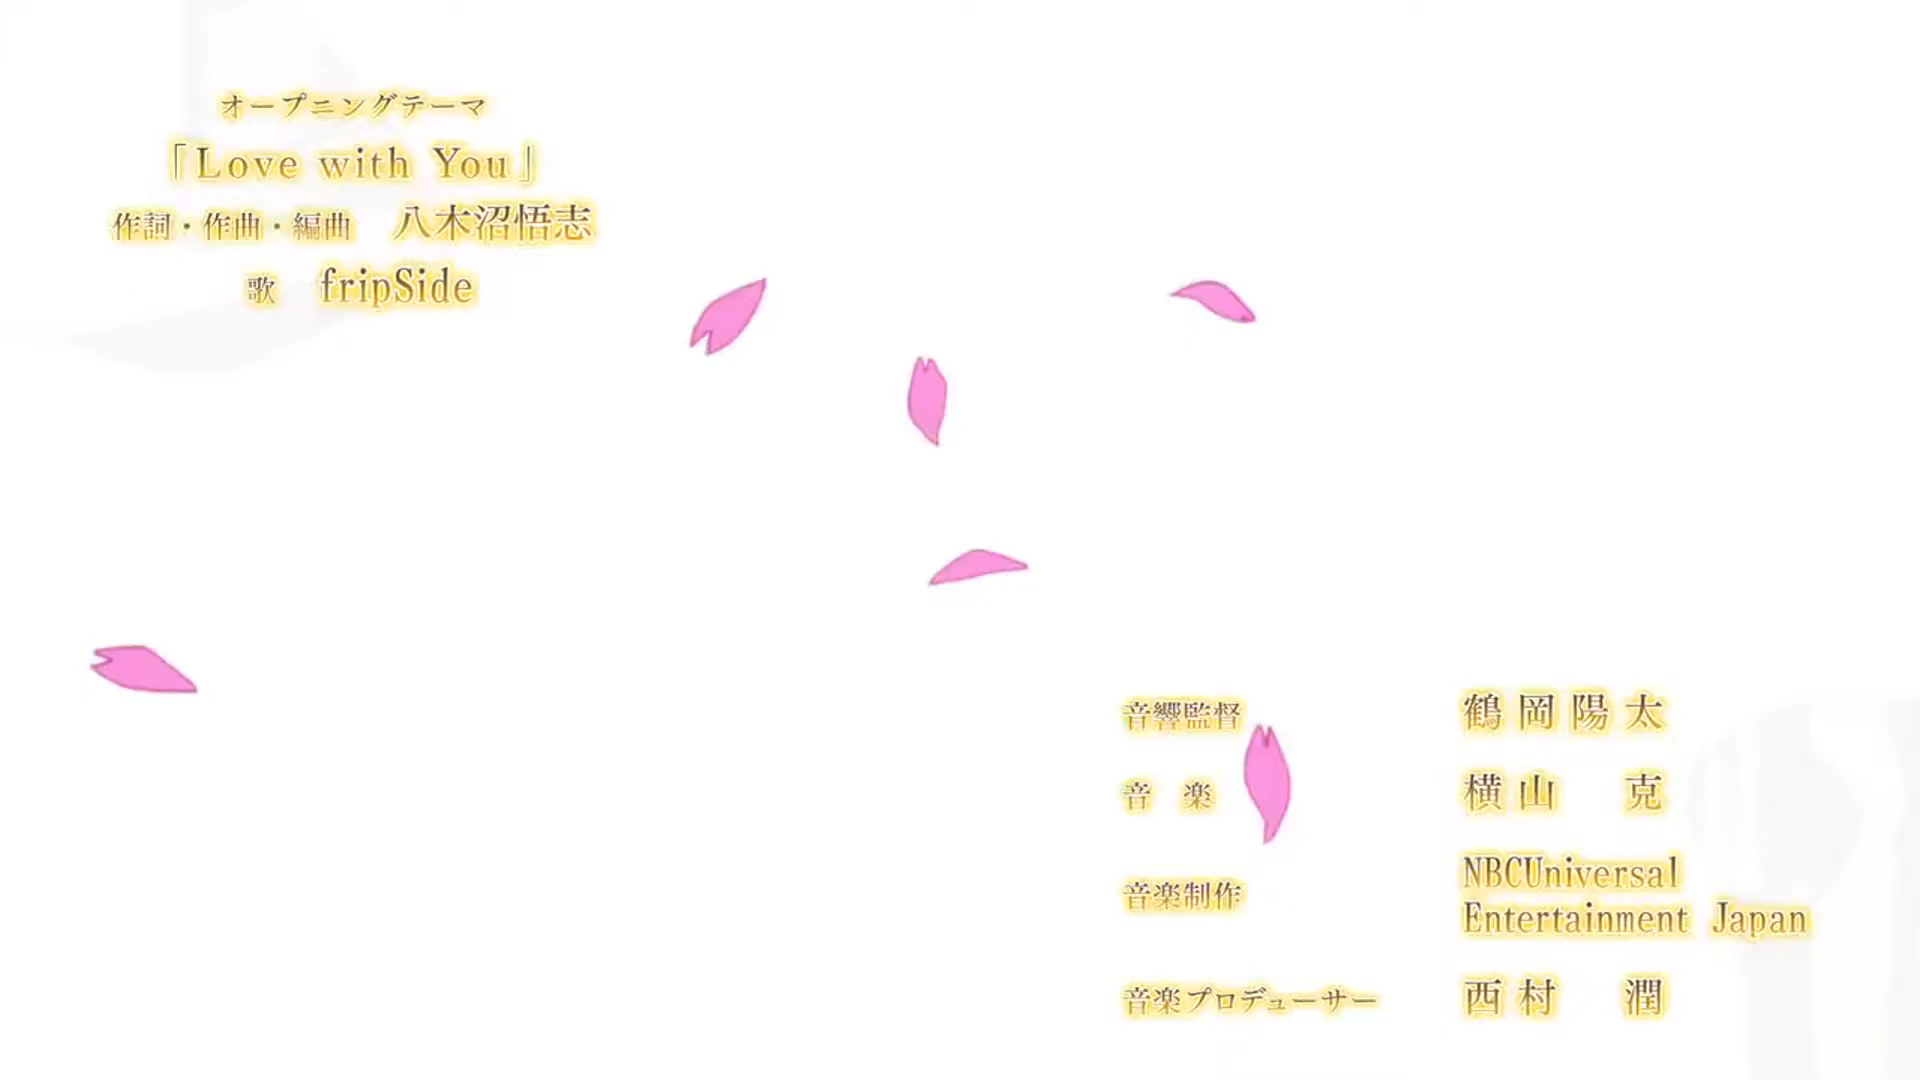 オープニングテーマ
「Love with You」
作詞・作曲・編曲　八木沼悟志
歌　fripSide
音響監督　鶴岡陽太
音楽　横山克
音楽制作　NBCUniversal
Entertainment Japan
音楽プロデューサー　西村潤